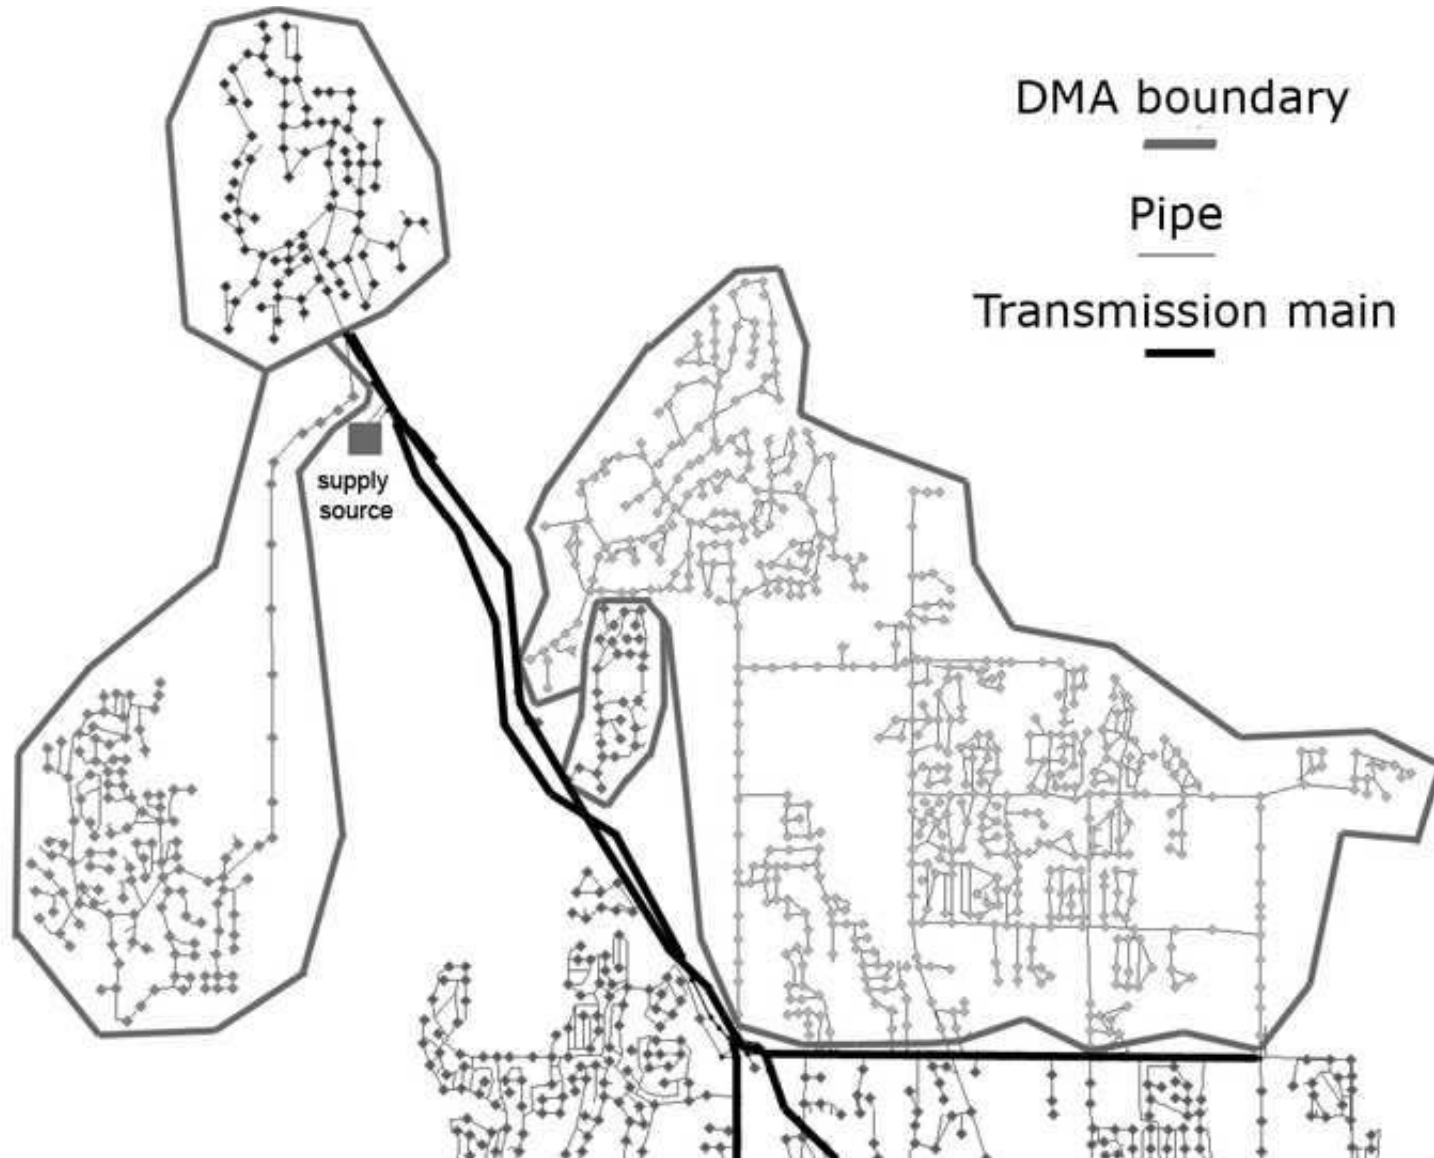 DMA boundary
Pipe
Transmission main
supply
source